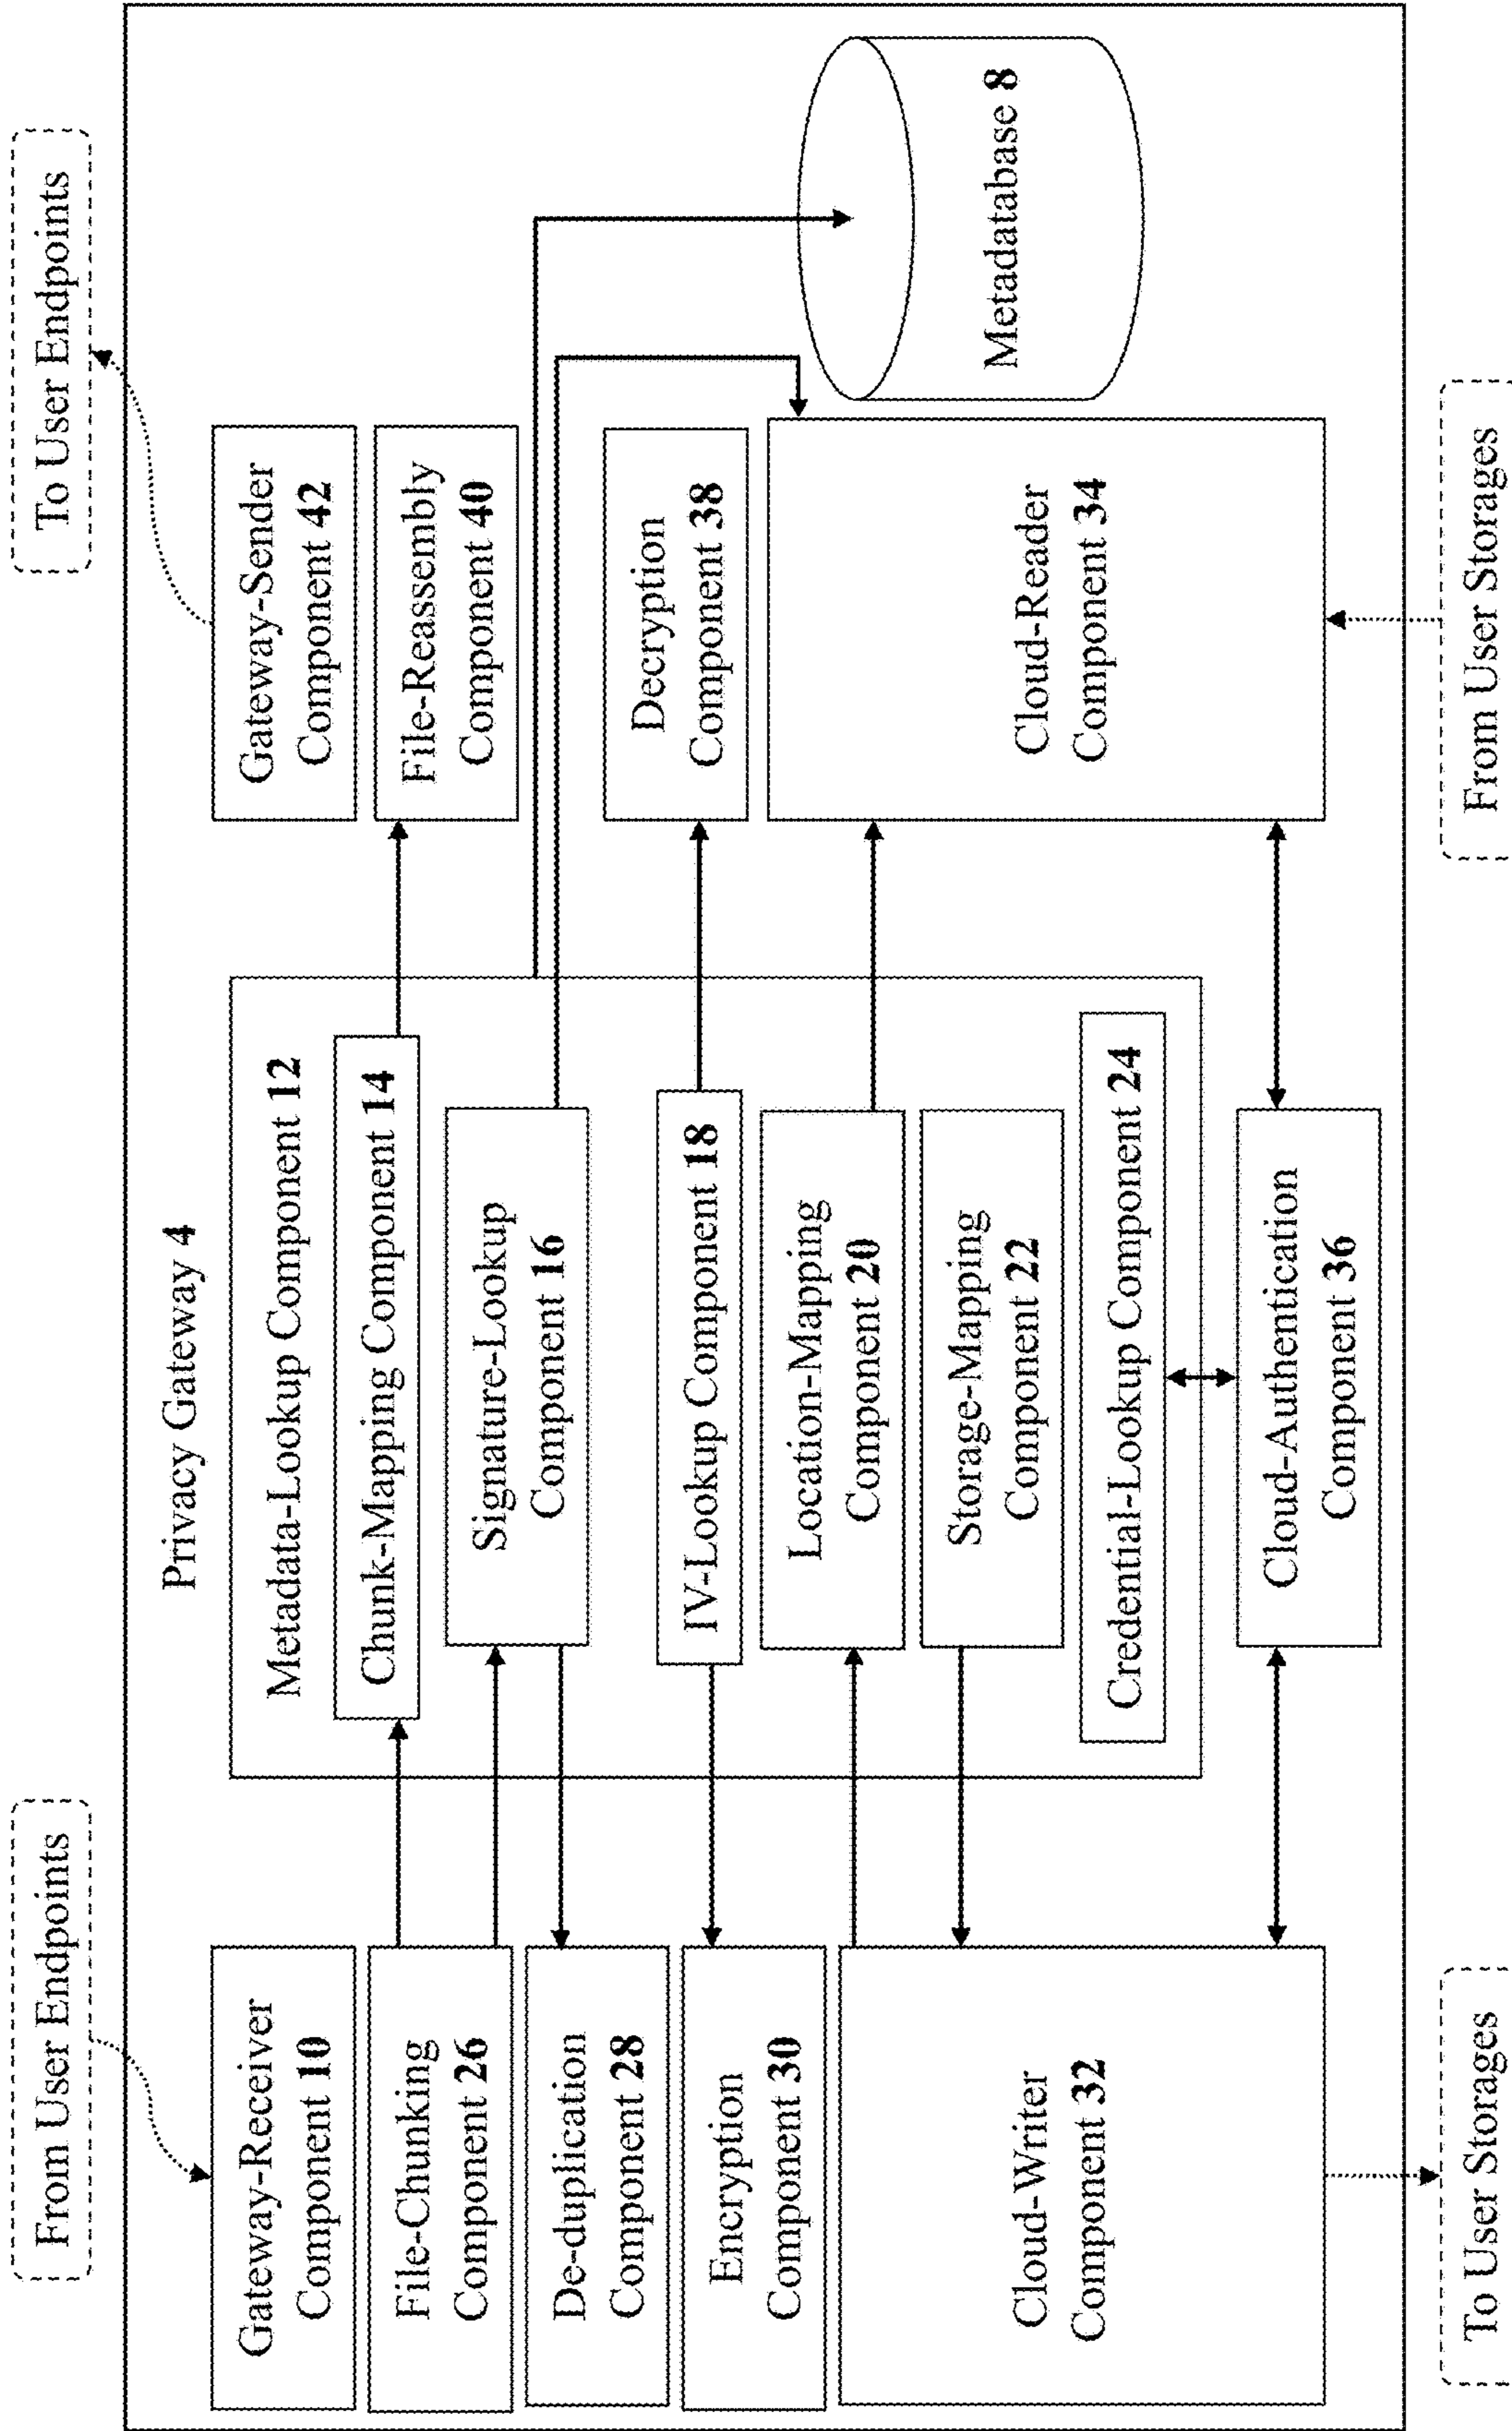 From User Endpoints
To User Endpoints
Privacy Gateway 4
Gateway-Receiver
Component 10
File-Chunking
Component 26
De-duplication
Component 28
Encryption
Component 30
Cloud-Writer
Component 32
Metadata-Lookup Component 12
Chunk-Mapping Component 14
Signature-Lookup
Component 16
IV-Lookup Component 18
Location-Mapping
Component 20
Storage-Mapping
Component 22
Credential-Lookup Component 24
Cloud-Authentication
Component 36
Gateway-Sender
Component 42
File-Reassembly
Component 40
Decryption
Component 38
Cloud-Reader
Component 34
Metadatabase 8
To User Storages
From User Storages